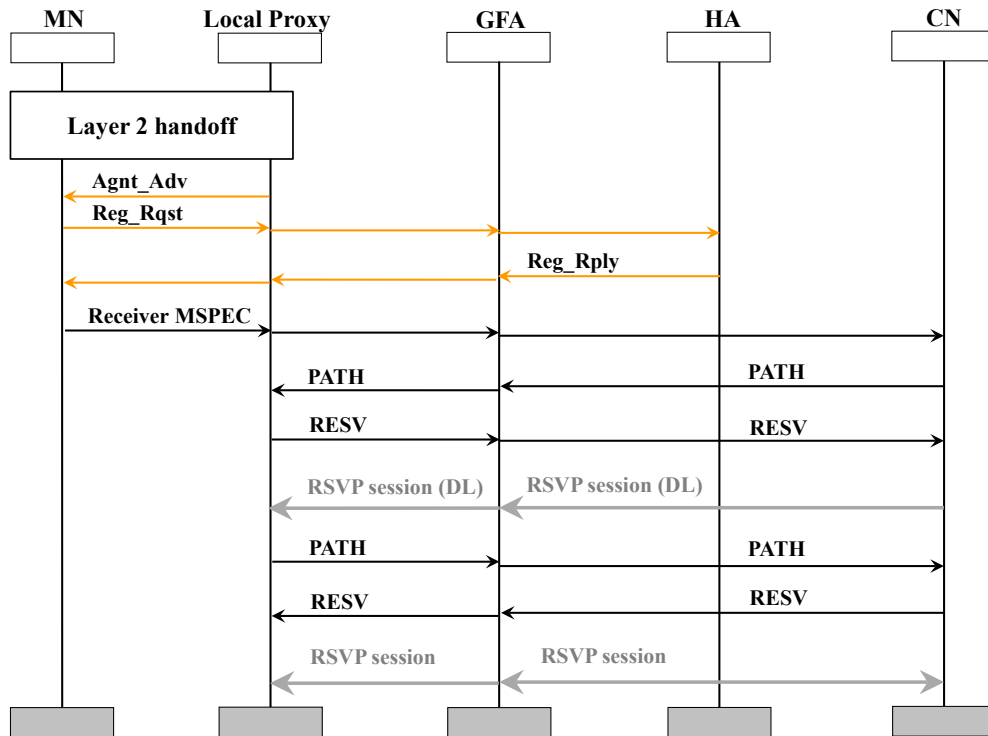 MN Local Proxy GFA HA CN
Layer 2 handoff
Agnt_Adv
Reg_Rqst
Reg_Rply
Receiver MSPEC
PATH PATH
RESV RESV
RSVP session (DL) RSVP session (DL)
PATH PATH
RESV RESV
RSVP session RSVP session